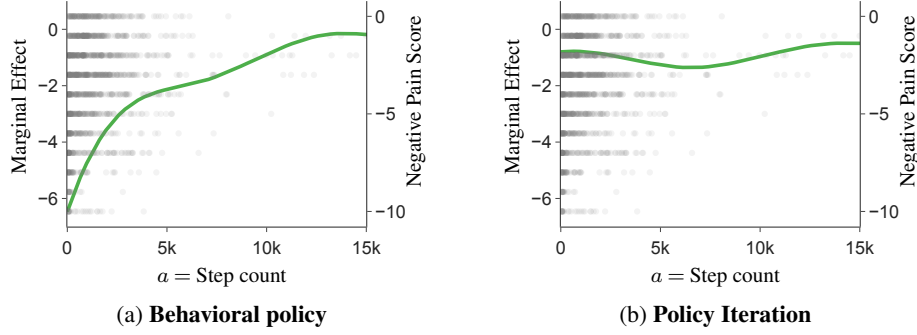 0
−2
−4
−6
Marginal Effect
0
−5
−10
Negative Pain Score
0 5k 10k 15k
a = Step count
(a) Behavioral policy
0
−2
−4
−6
Marginal Effect
0
−5
−10
Negative Pain Score
0 5k 10k 15k
a = Step count
(b) Policy Iteration